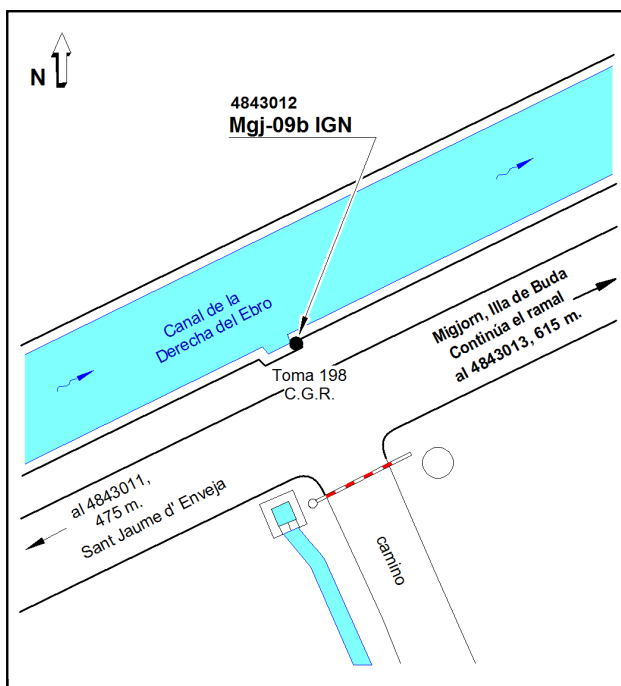 N
4843012
Mgj-09b IGN
Canal de la
Derecha del Ebro
Migjorn, Illa de Buda
Continúa el ramal
al 4843013, 615 m.
Toma 198
C.G.R.
al 4843011,
475 m.
Sant Jaume d' Enveja
camino